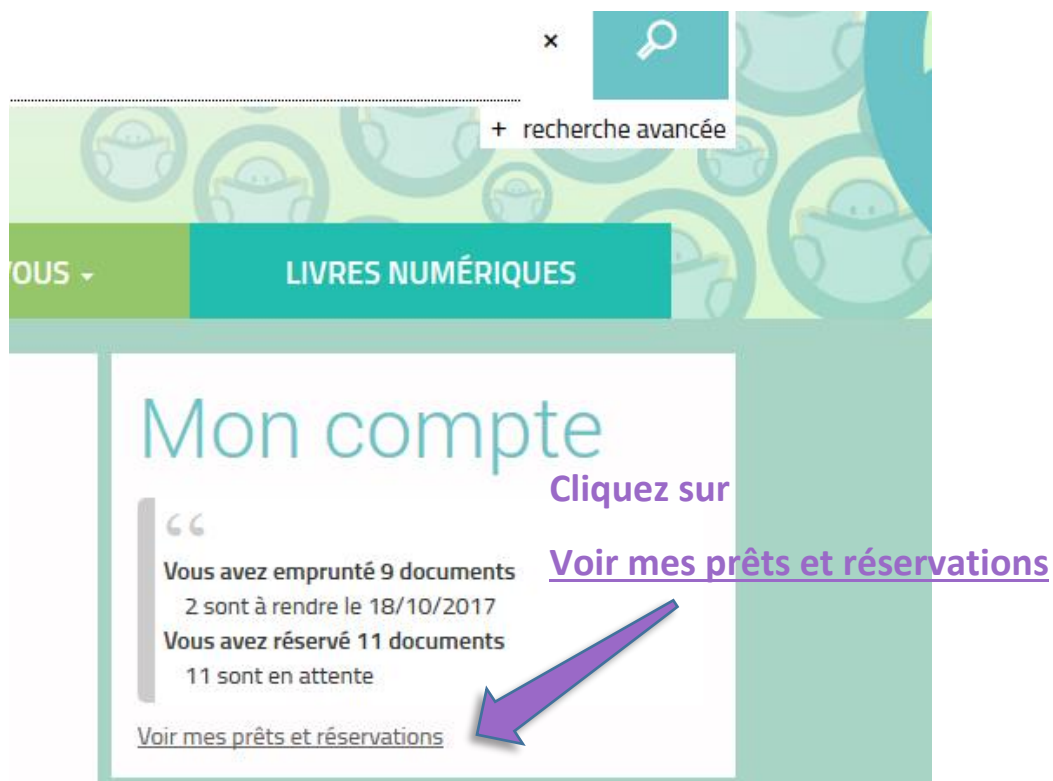 ×
+ recherche avancée
OUS
LIVRES NUMÉRIQUES
Mon compte
Cliquez sur
Voir mes prêts et réservations
“
Vous avez emprunté 9 documents
2 sont à rendre le 18/10/2017
Vous avez réservé 11 documents
11 sont en attente
Voir mes prêts et réservations